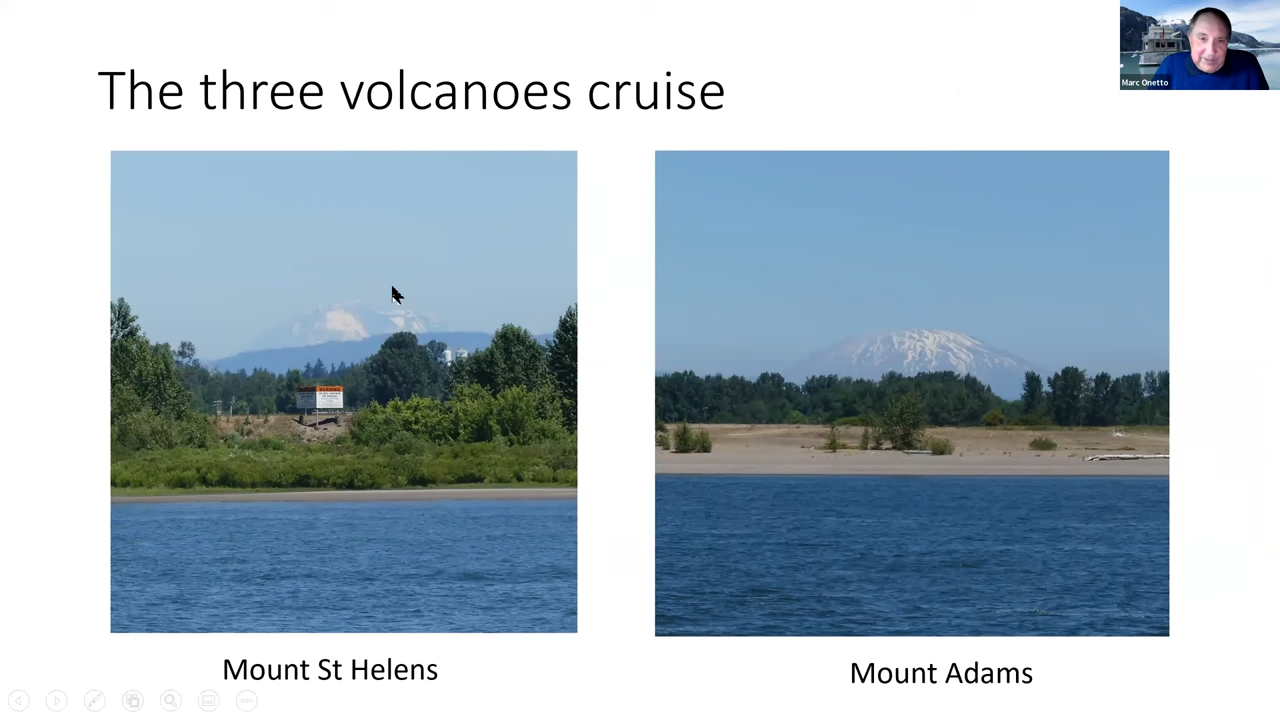 The three volcanoes cruise
Marc Onetto
Mount St Helens
Mount Adams